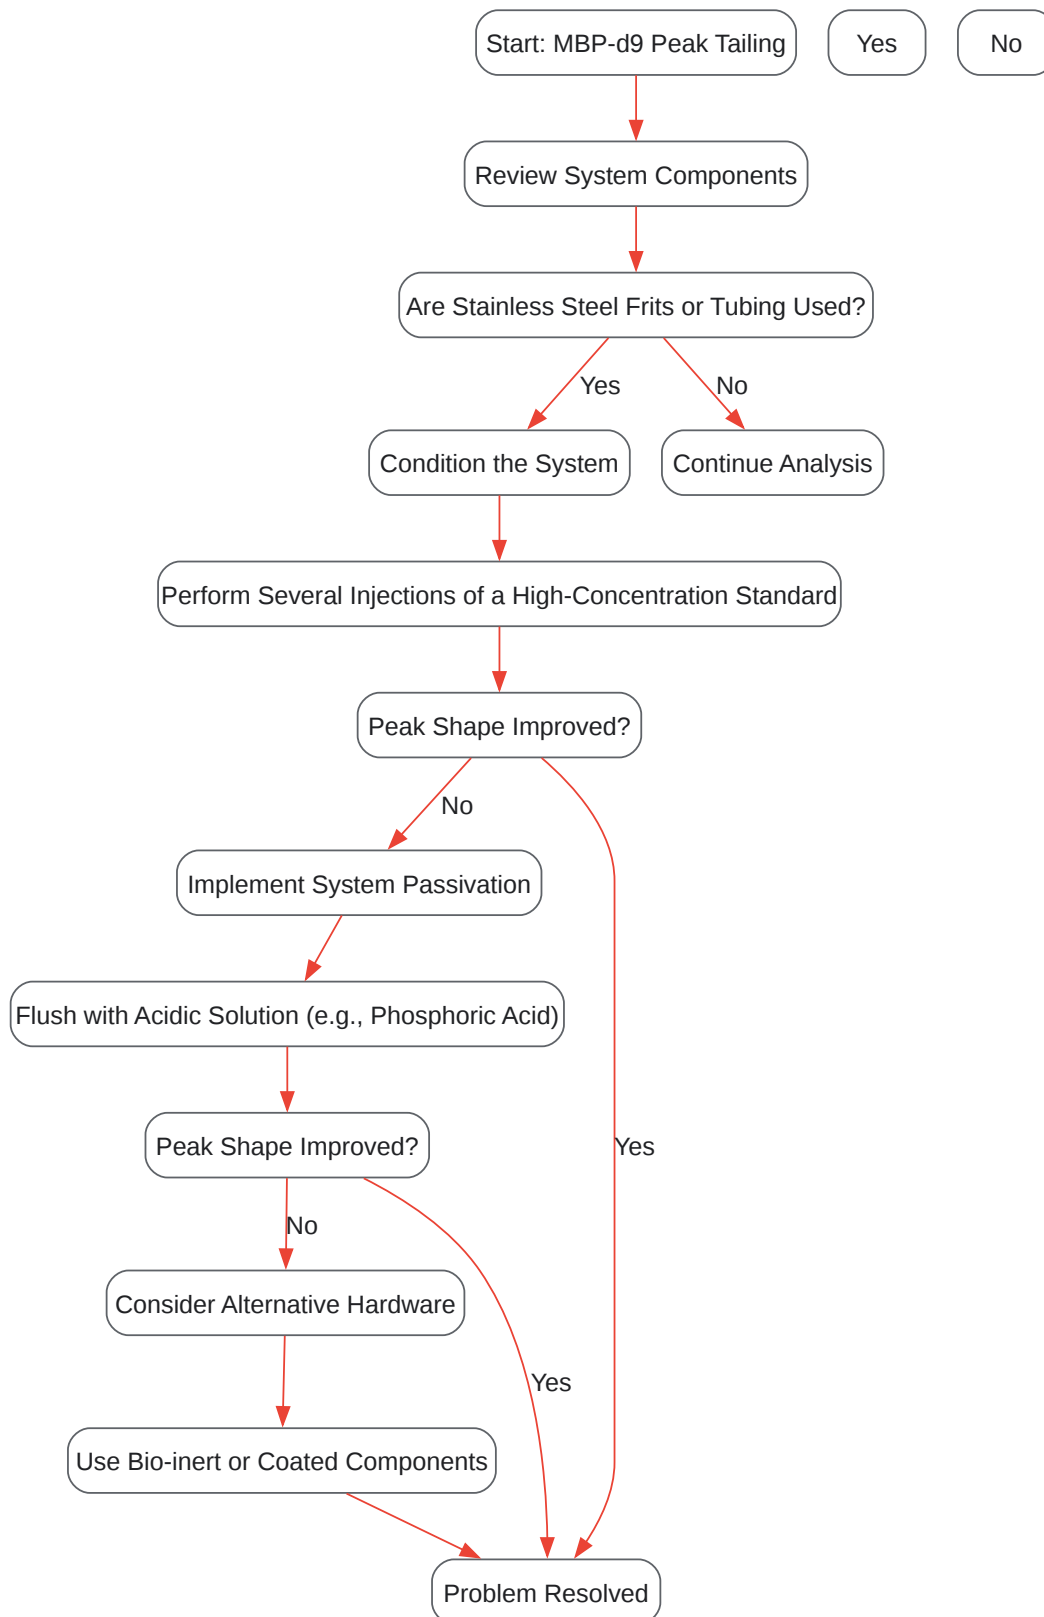 Start: MBP-d9 Peak Tailing
Yes
No
Review System Components
Are Stainless Steel Frits or Tubing Used?
Yes
No
Condition the System
Continue Analysis
Perform Several Injections of a High-Concentration Standard
Peak Shape Improved?
No
Implement System Passivation
Flush with Acidic Solution (e.g., Phosphoric Acid)
Peak Shape Improved?
Yes
No
Consider Alternative Hardware
Yes
Use Bio-inert or Coated Components
Problem Resolved